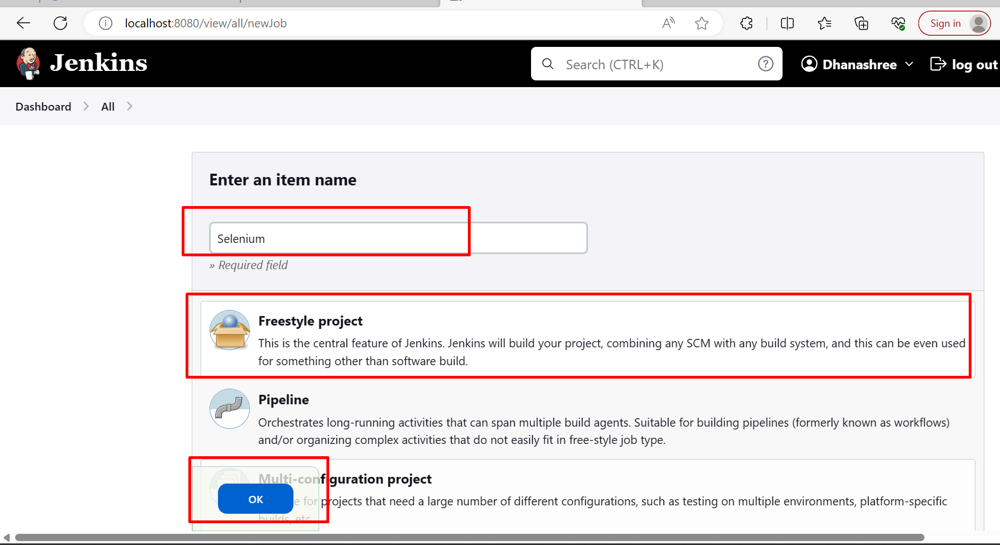 localhost:8080/view/all/newJob
Sign in
Jenkins
Search (CTRL+K)
Dhanashree
log out
Dashboard
All
Enter an item name
Selenium
» Required field
Freestyle project
This is the central feature of Jenkins. Jenkins will build your project, combining any SCM with any build system, and this can be even used
for something other than software build.
Pipeline
Orchestrates long-running activities that can span multiple build agents. Suitable for building pipelines (formerly known as workflows)
and/or organizing complex activities that do not easily fit in free-style job type.
Multi-configuration project
OK
for projects that need a large number of different configurations, such as testing on multiple environments, platform-specific
builds, etc.